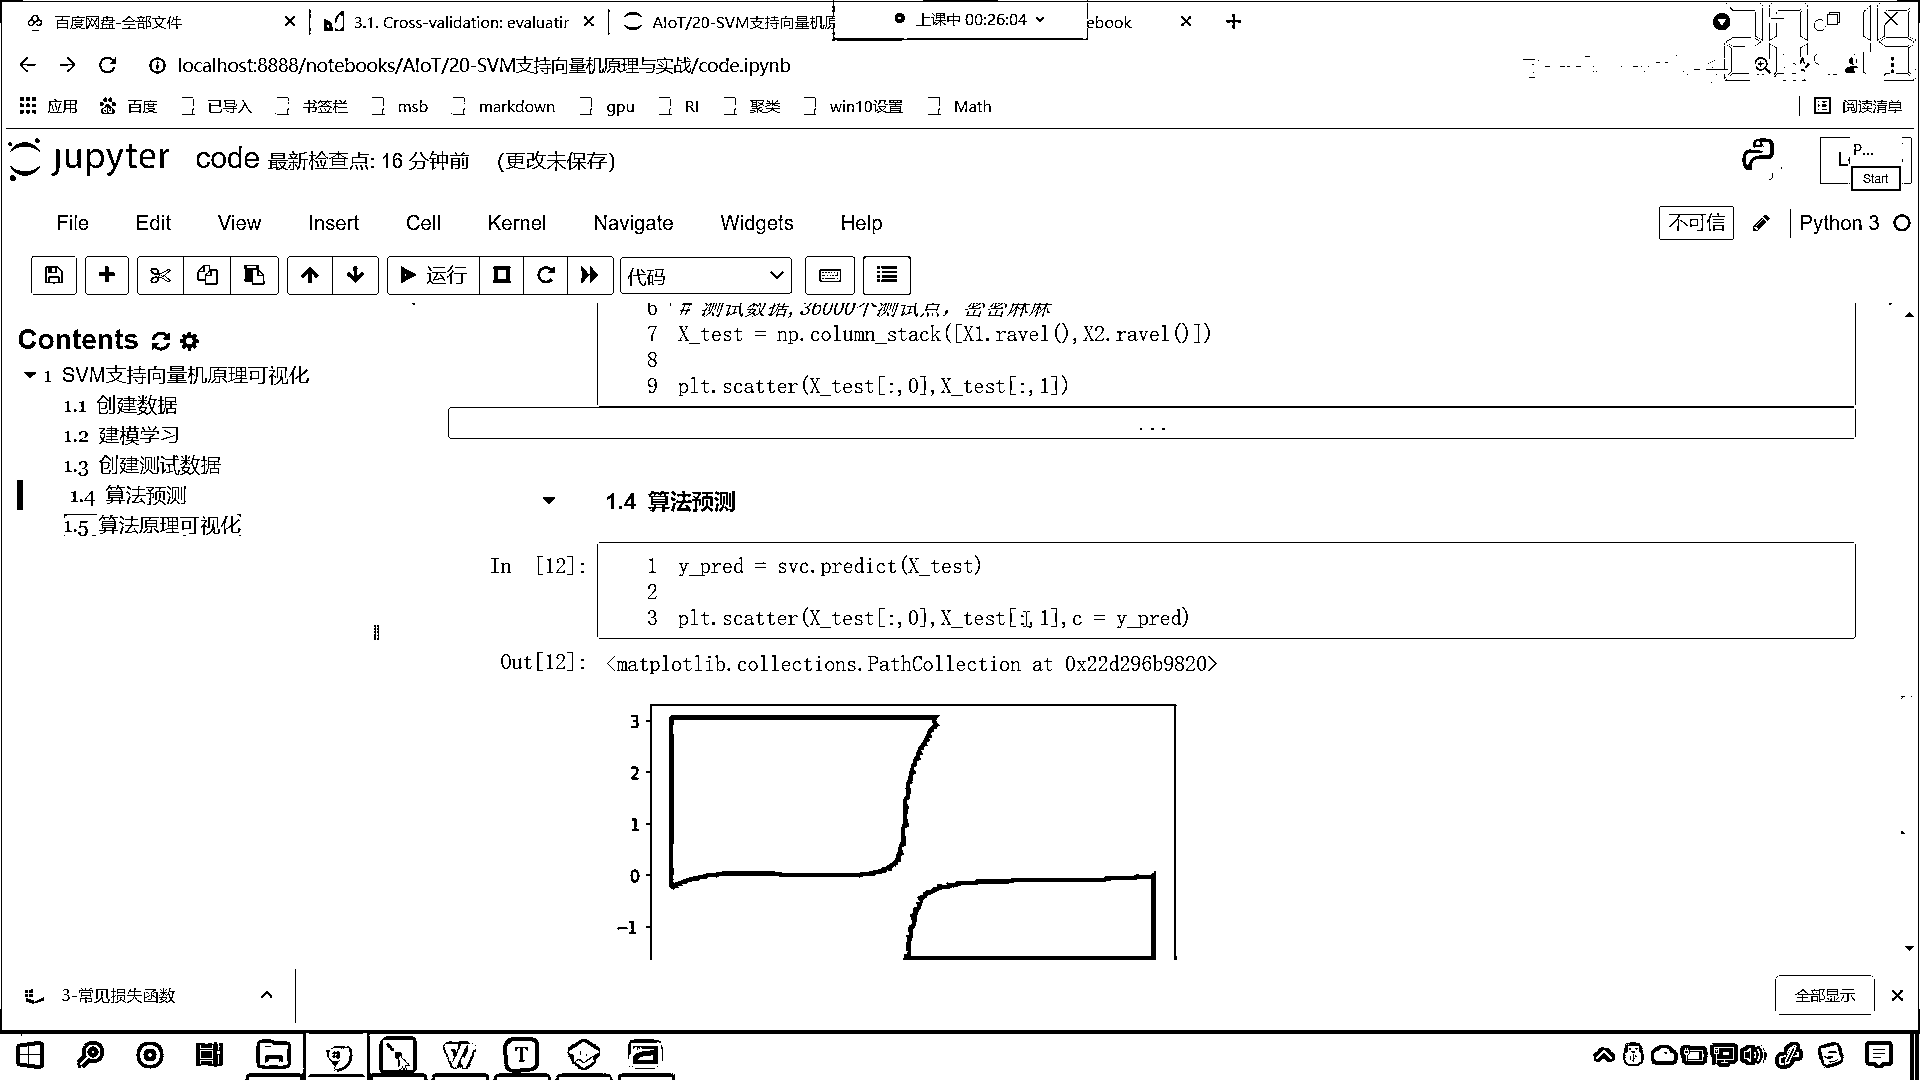 百度网盘-全部文件
3.1. Cross-validation: evaluatir
AIoT/20-SVM支持向量机原
上课中 00:26:04
ebook
localhost:8888/notebooks/AIoT/20-SVM支持向量机原理与实战/code.ipynb
应用 百度 已导入 书签栏 msb markdown gpu RI 聚类 win10设置 Math 阅读清单
jupyter code 最新检查点: 16 分钟前 (更改未保存)
P...
Start
File Edit View Insert Cell Kernel Navigate Widgets Help 不可信 Python 3
运行 代码
Contents
1 SVM支持向量机原理可视化
1.1 创建数据
1.2 建模学习
1.3 创建测试数据
1.4 算法预测
1.5 算法原理可视化
6 # 测试数据,36000个测试点，密密麻麻
7 X_test = np.column_stack([X1.ravel(),X2.ravel()])
8
9 plt.scatter(X_test[:,0],X_test[:,1])
...
1.4 算法预测
In [12]:
1 y_pred = svc.predict(X_test)
2
3 plt.scatter(X_test[:,0],X_test[:,1],c = y_pred)
Out[12]: <matplotlib.collections.PathCollection at 0x22d296b9820>
3
2
1
0
−1
3-常见损失函数
全部显示